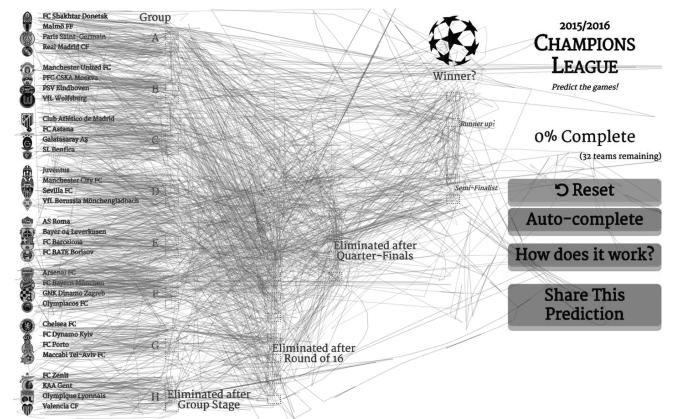 Group
FC Shakhtar Donetsk
Malmö FF
Paris Saint-Germain
A
Real Madrid CF
Manchester United FC
PFC CSKA Moskva
PSV Eindhoven
B
VfL Wolfsburg
Club Atlético de Madrid
FC Astana
Galatasaray AŞ
C
SL Benfica
Juventus
Manchester City FC
Sevilla FC
D
VfL Borussia Mönchengladbach
AS Roma
Bayer 04 Leverkusen
FC Barcelona
E
FC BATE Borisov
Arsenal FC
FC Bayern München
GNK Dinamo Zagreb
F
Olympiacos FC
Chelsea FC
FC Dynamo Kyiv
FC Porto
G
Maccabi Tel-Aviv FC
FC Zenit
KAA Gent
Olympique Lyonnais
H
Valencia CF
Eliminated after
Group Stage
Eliminated after
Round of 16
Eliminated after
Quarter-Finals
Semi-Finalist
Runner up?
Winner?
2015/2016
CHAMPIONS
LEAGUE
Predict the games!
0% Complete
(32 teams remaining)
Reset
Auto-complete
How does it work?
Share This
Prediction